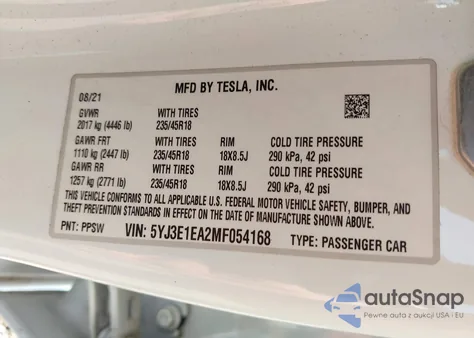 MFD BY TESLA, INC.
08/21
GVWR WITH TIRES
2017 kg (4446 lb) 235/45R18
GAWR FRT WITH TIRES RIM COLD TIRE PRESSURE
1110 kg (2447 lb) 235/45R18 18X8.5J 290 kPa, 42 psi
GAWR RR WITH TIRES RIM COLD TIRE PRESSURE
1257 kg (2771 lb) 235/45R18 18X8.5J 290 kPa, 42 psi
THIS VEHICLE CONFORMS TO ALL APPLICABLE U.S. FEDERAL MOTOR VEHICLE SAFETY, BUMPER, AND
THEFT PREVENTION STANDARDS IN EFFECT ON THE DATE OF MANUFACTURE SHOWN ABOVE.
PNT: PPSW VIN: 5YJ3E1EA2MF054168 TYPE: PASSENGER CAR
autoSnap
Pewne auta z aukcji USA i EU